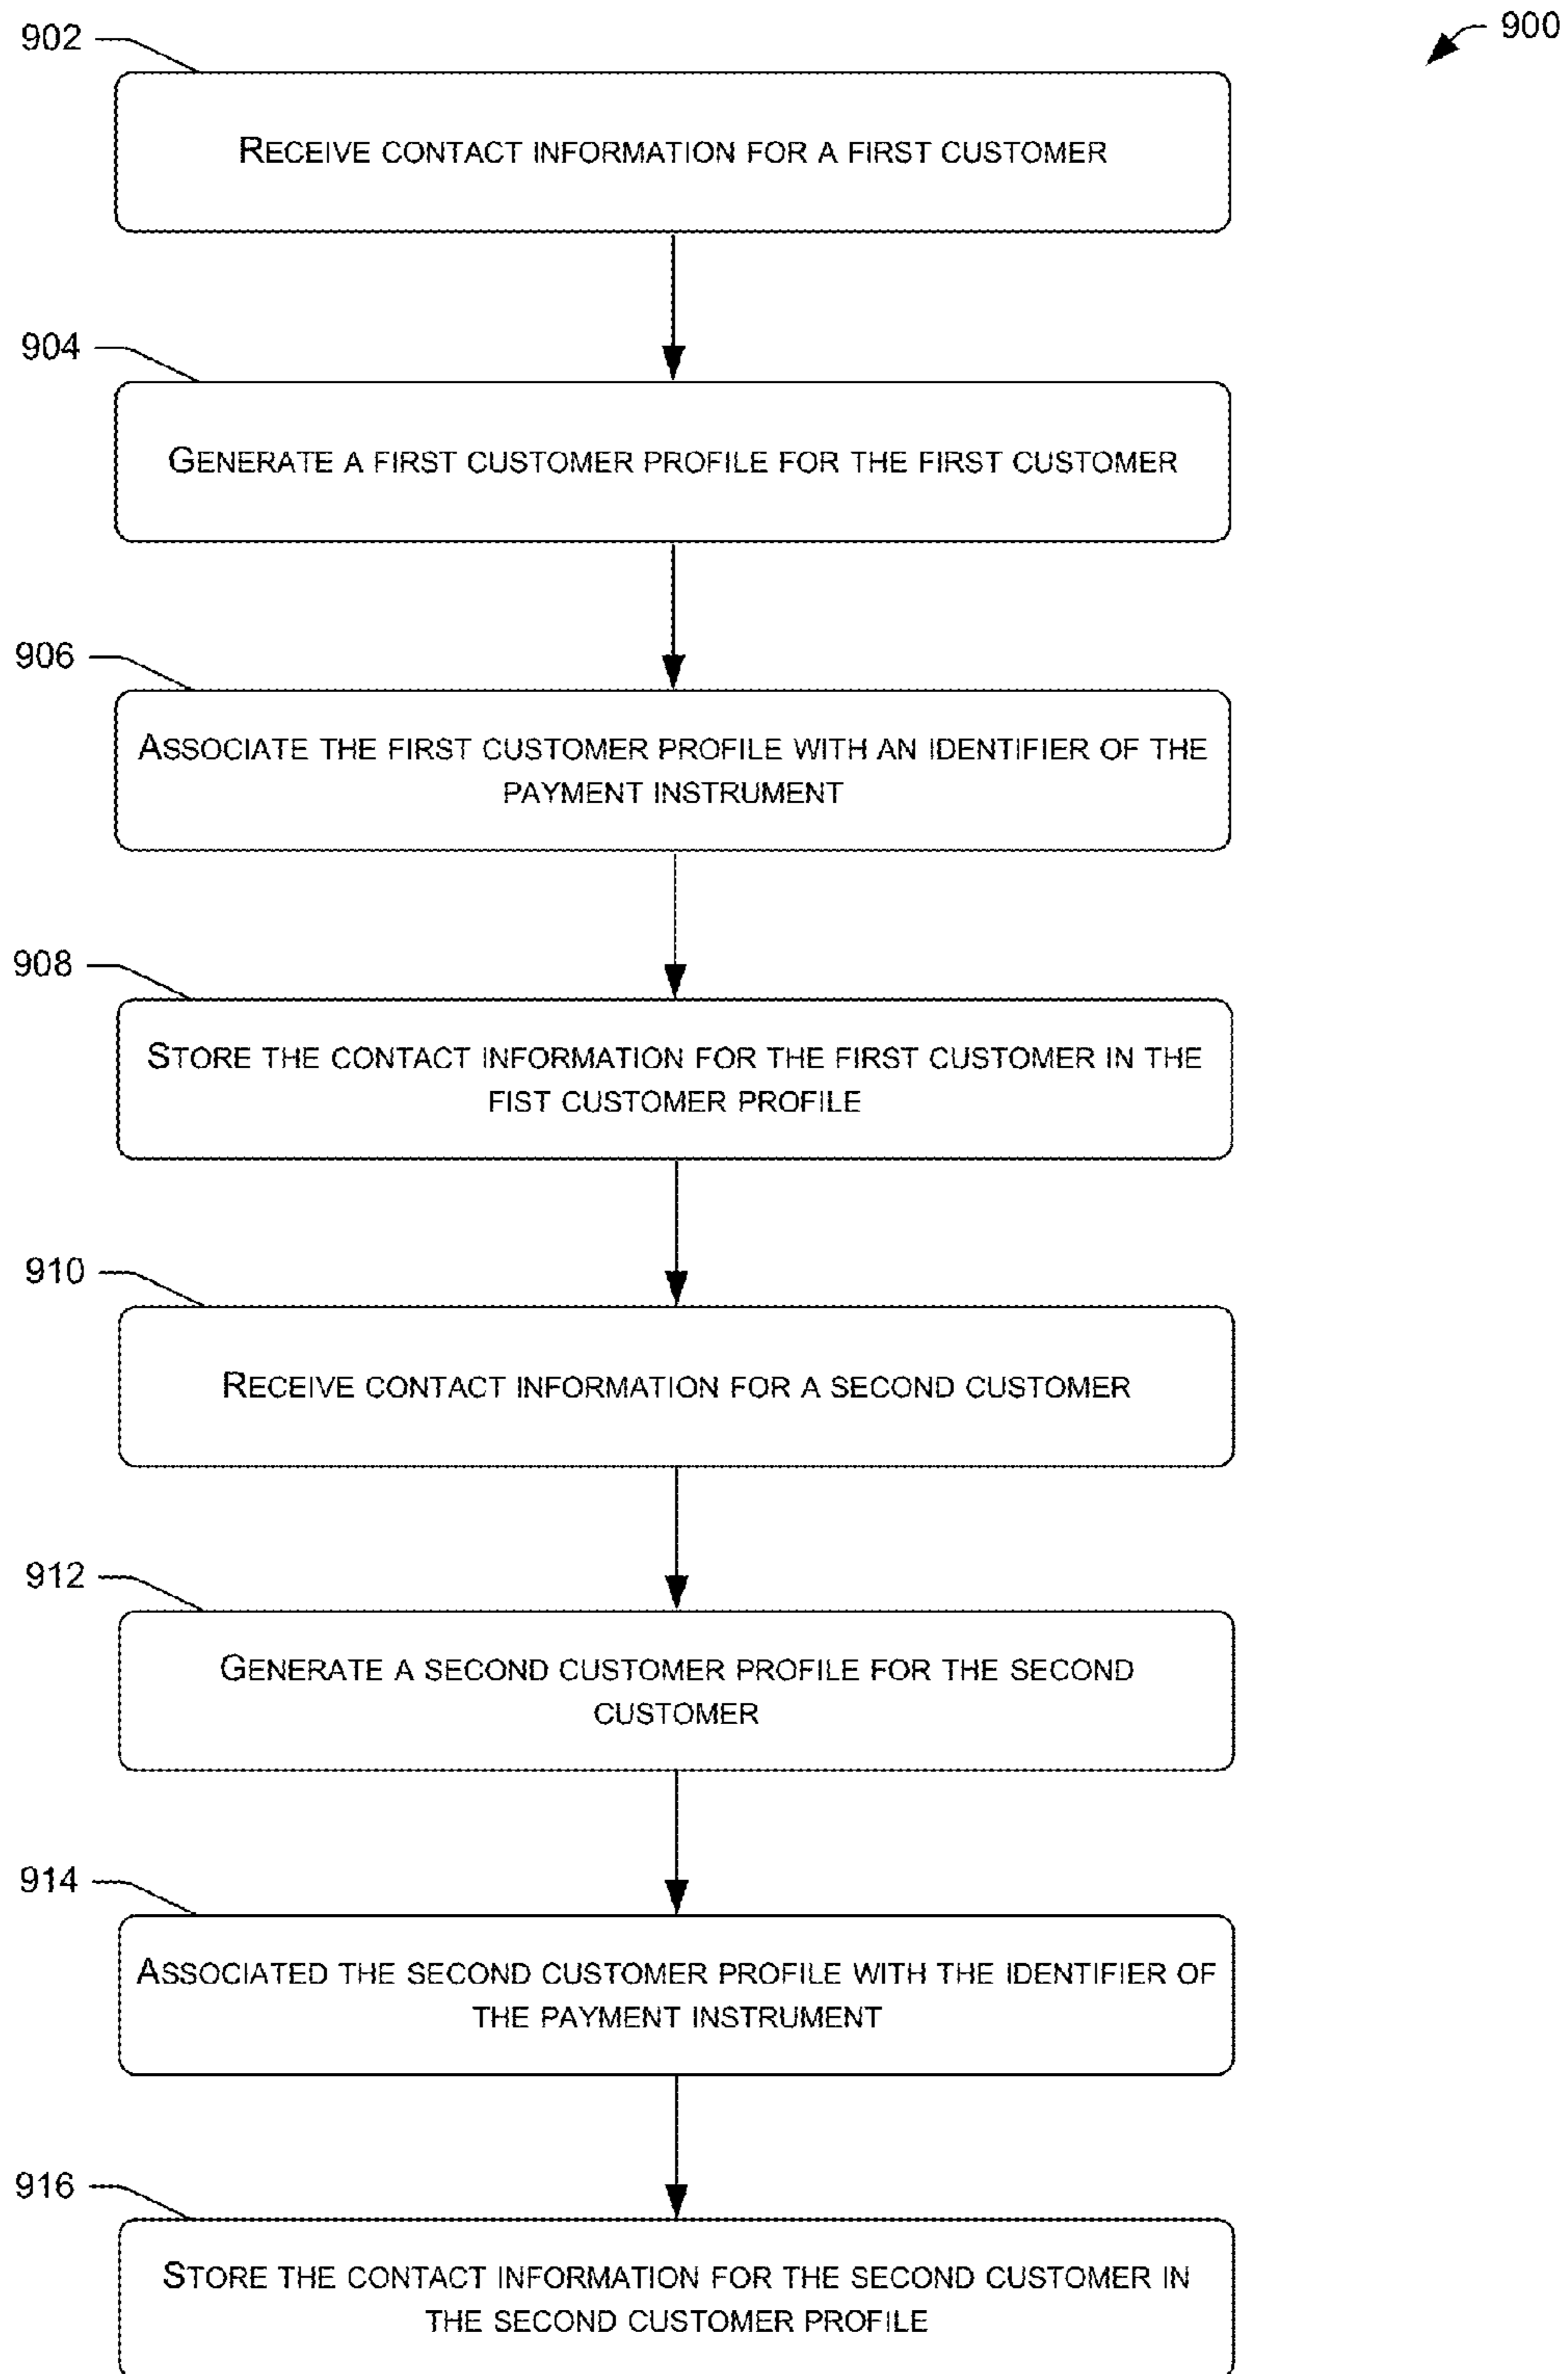 900
902
RECEIVE CONTACT INFORMATION FOR A FIRST CUSTOMER
904
GENERATE A FIRST CUSTOMER PROFILE FOR THE FIRST CUSTOMER
906
ASSOCIATE THE FIRST CUSTOMER PROFILE WITH AN IDENTIFIER OF THE
PAYMENT INSTRUMENT
908
STORE THE CONTACT INFORMATION FOR THE FIRST CUSTOMER IN THE
FIST CUSTOMER PROFILE
910
RECEIVE CONTACT INFORMATION FOR A SECOND CUSTOMER
912
GENERATE A SECOND CUSTOMER PROFILE FOR THE SECOND
CUSTOMER
914
ASSOCIATED THE SECOND CUSTOMER PROFILE WITH THE IDENTIFIER OF
THE PAYMENT INSTRUMENT
916
STORE THE CONTACT INFORMATION FOR THE SECOND CUSTOMER IN
THE SECOND CUSTOMER PROFILE